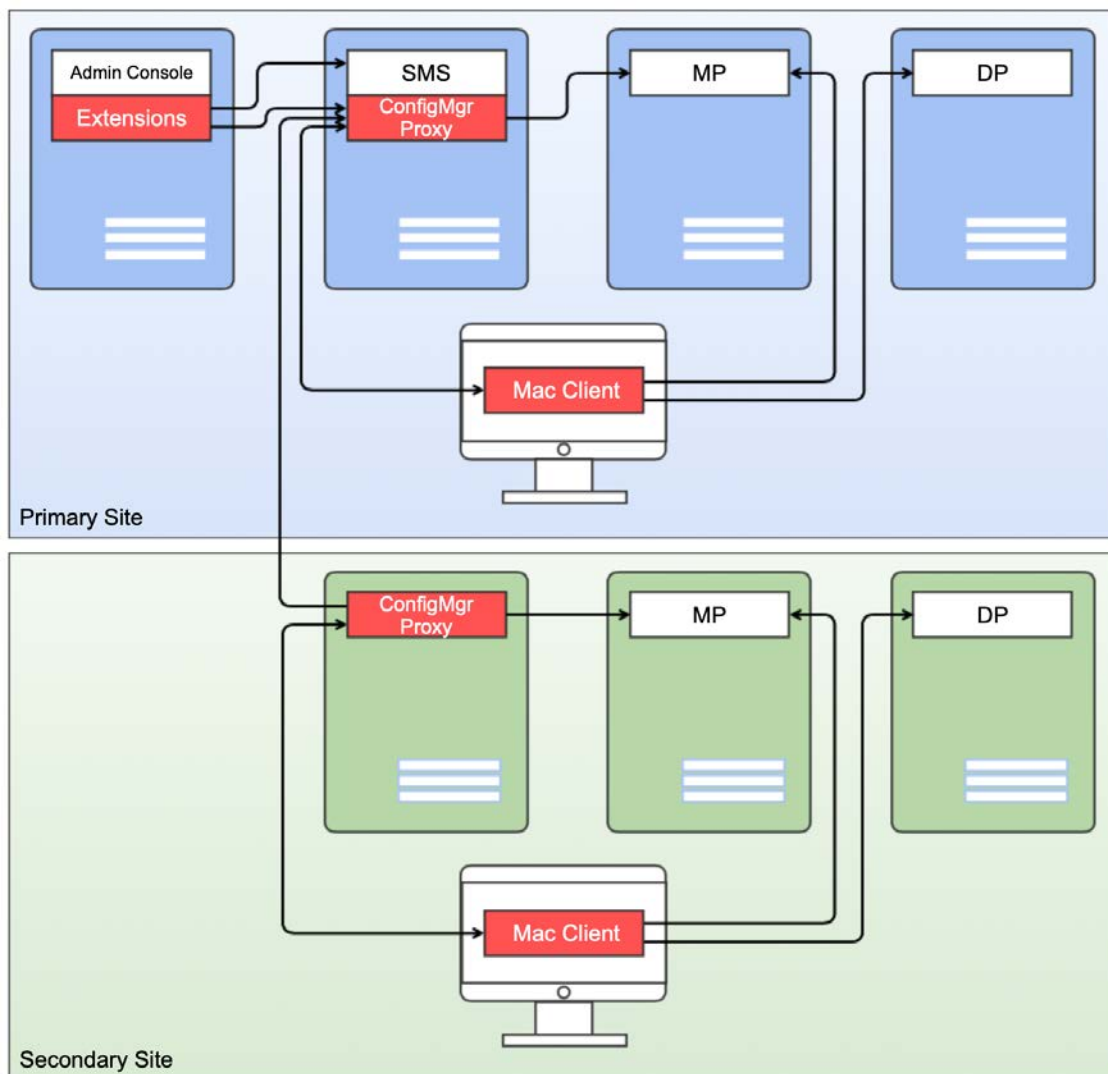 Admin Console
Extensions
SMS
ConfigMgr
Proxy
MP
DP
Mac Client
Primary Site
ConfigMgr
Proxy
MP
DP
Mac Client
Secondary Site